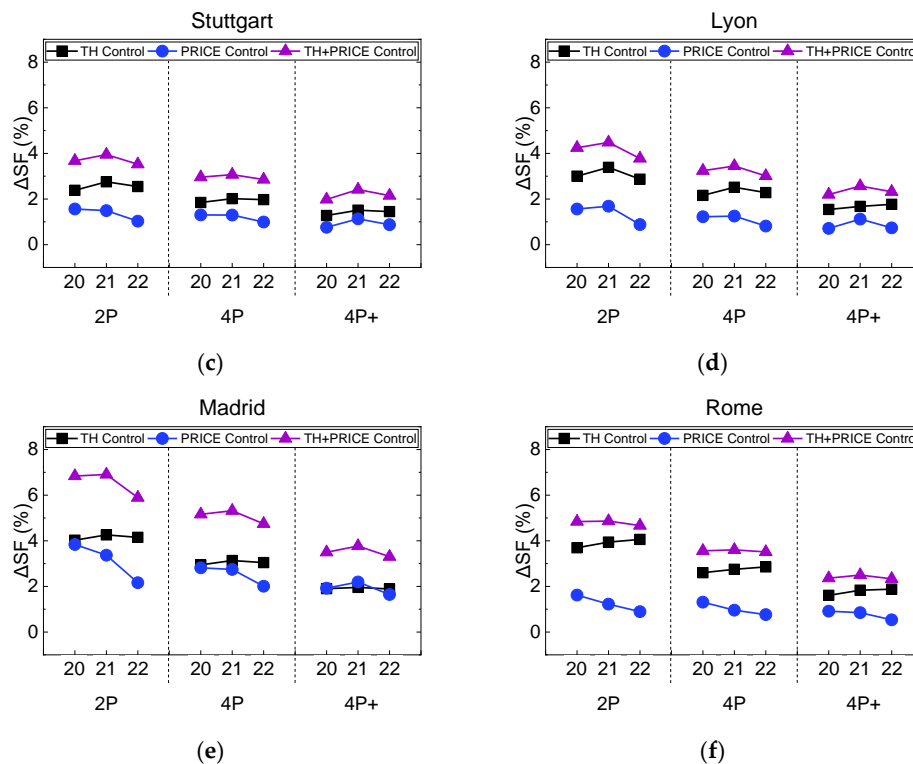 Stuttgart
TH Control PRICE Control TH+PRICE Control
8
6
4
2
0
ΔSF (%)
20 21 22 20 21 22 20 21 22
2P 4P 4P+
(c)
Lyon
TH Control PRICE Control TH+PRICE Control
8
6
4
2
0
ΔSF (%)
20 21 22 20 21 22 20 21 22
2P 4P 4P+
(d)
Madrid
TH Control PRICE Control TH+PRICE Control
8
6
4
2
0
ΔSF (%)
20 21 22 20 21 22 20 21 22
2P 4P 4P+
(e)
Rome
TH Control PRICE Control TH+PRICE Control
8
6
4
2
0
ΔSF (%)
20 21 22 20 21 22 20 21 22
2P 4P 4P+
(f)